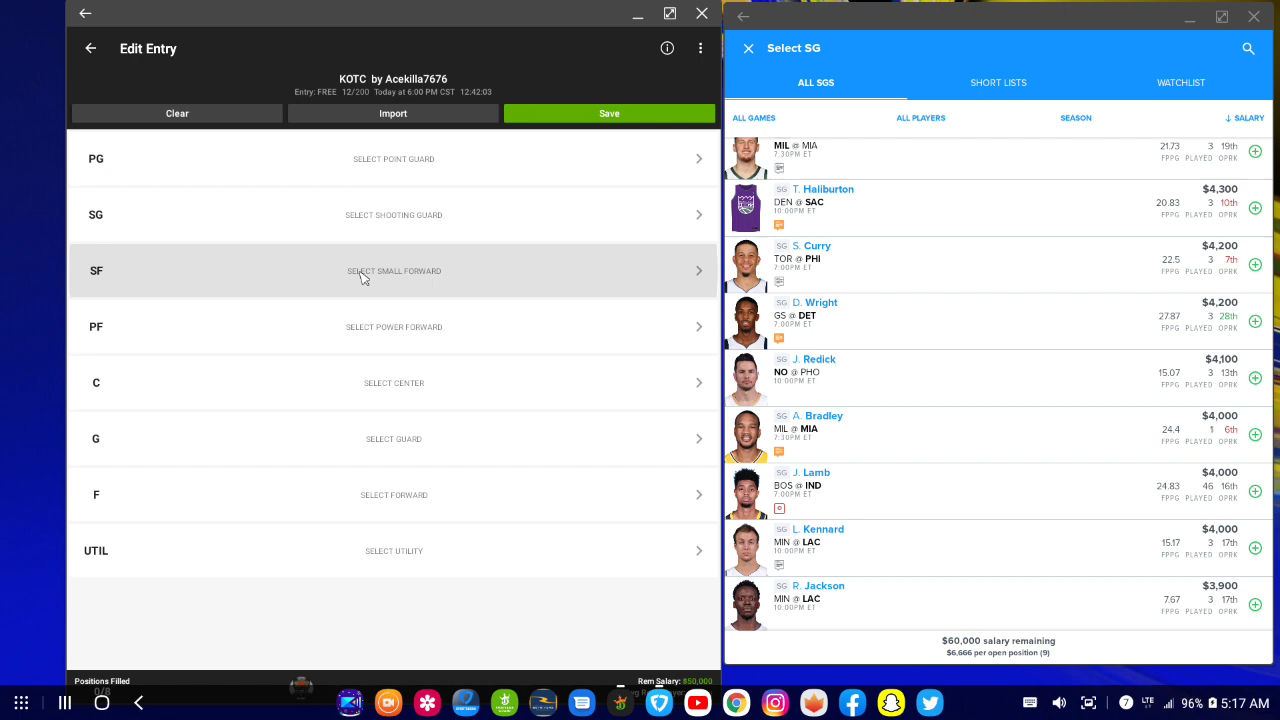 Edit Entry
KOTC by Acekilla7676
Entry: FREE 12/200 Today at 6:00 PM CST 12:42:03
Clear
Import
Save
PG
SELECT POINT GUARD
SG
SELECT SHOOTING GUARD
SF
SELECT SMALL FORWARD
PF
SELECT POWER FORWARD
C
SELECT CENTER
G
SELECT GUARD
F
SELECT FORWARD
UTIL
SELECT UTILITY
Positions Filled
0/8
Rem Salary: $50,000
Select SG
ALL SGS
SHORT LISTS
WATCHLIST
ALL GAMES
ALL PLAYERS
SEASON
↓ SALARY
MIL @ MIA 21.73 3 19th
7:30PM ET FPPG PLAYED OPRK
SG T. Haliburton $4,300
DEN @ SAC 20.83 3 10th
10:00PM ET FPPG PLAYED OPRK
SG S. Curry $4,200
TOR @ PHI 22.5 3 7th
7:00PM ET FPPG PLAYED OPRK
SG D. Wright $4,200
GS @ DET 27.87 3 28th
7:00PM ET FPPG PLAYED OPRK
SG J. Redick $4,100
NO @ PHO 15.07 3 13th
10:00PM ET FPPG PLAYED OPRK
SG A. Bradley $4,000
MIL @ MIA 24.4 1 6th
7:30PM ET FPPG PLAYED OPRK
SG J. Lamb $4,000
BOS @ IND 24.83 46 16th
7:00PM ET FPPG PLAYED OPRK
SG L. Kennard $4,000
MIN @ LAC 15.17 3 17th
10:00PM ET FPPG PLAYED OPRK
SG R. Jackson $3,900
MIN @ LAC 7.67 3 17th
10:00PM ET FPPG PLAYED OPRK
$60,000 salary remaining
$6,666 per open position (9)
LTE 96% 5:17 AM